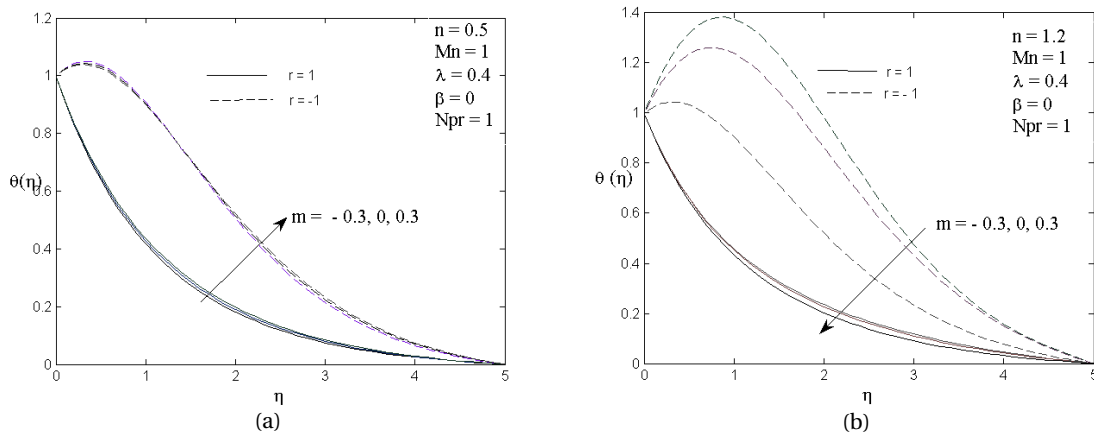 1.2
1
0.8
θ(η)
0.6
0.4
0.2
0
0 1 2 3 4 5
η
r = 1
r = -1
n = 0.5
Mn = 1
λ = 0.4
β = 0
Npr = 1
m = - 0.3, 0, 0.3
(a)
1.4
1.2
1
0.8
θ (η)
0.6
0.4
0.2
0
0 1 2 3 4 5
η
r = 1
r = - 1
n = 1.2
Mn = 1
λ = 0.4
β = 0
Npr = 1
m = - 0.3, 0, 0.3
(b)